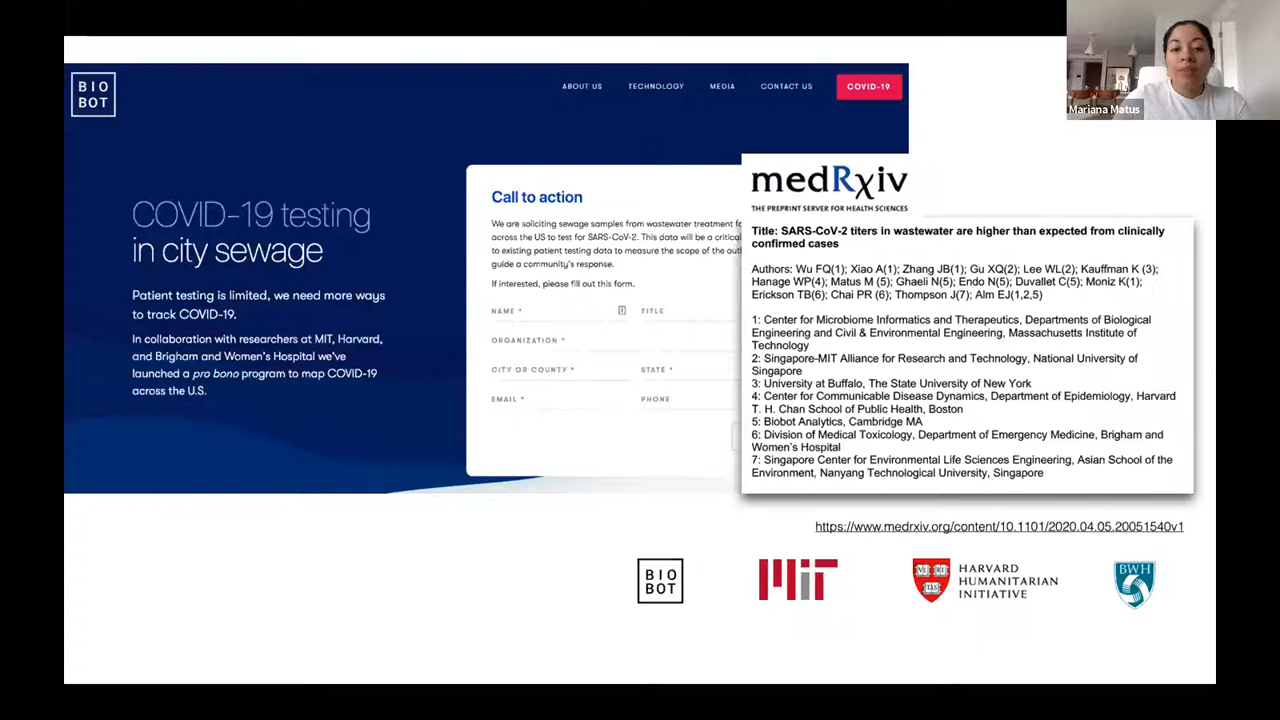 BIO
BOT
ABOUT US
TECHNOLOGY
MEDIA
CONTACT US
COVID-19
Mariana Matus
COVID-19 testing
in city sewage
Patient testing is limited, we need more ways
to track COVID-19.
In collaboration with researchers at MIT, Harvard,
and Brigham and Women's Hospital we've
launched a pro bono program to map COVID-19
across the U.S.
Call to action
We are soliciting sewage samples from wastewater treatment
across the US to test for SARS-CoV-2. This data will be a critical
to existing patient testing data to measure the scope of the
guide a community's response.
If interested, please fill out this form.
NAME *
TITLE
ORGANIZATION *
CITY OR COUNTY *
STATE *
EMAIL *
PHONE
medRxiv
THE PREPRINT SERVER FOR HEALTH SCIENCES
Title: SARS-CoV-2 titers in wastewater are higher than expected from clinically
confirmed cases
Authors: Wu FQ(1); Xiao A(1); Zhang JB(1); Gu XQ(2); Lee WL(2); Kauffman K (3);
Hanage WP(4); Matus M (5); Ghaeli N(5); Endo N(5); Duvallet C(5); Moniz K(1);
Erickson TB(6); Chai PR (6); Thompson J(7); Alm EJ(1,2,5)
1: Center for Microbiome Informatics and Therapeutics, Departments of Biological
Engineering and Civil & Environmental Engineering, Massachusetts Institute of
Technology
2: Singapore-MIT Alliance for Research and Technology, National University of
Singapore
3: University at Buffalo, The State University of New York
4: Center for Communicable Disease Dynamics, Department of Epidemiology, Harvard
T. H. Chan School of Public Health, Boston
5: Biobot Analytics, Cambridge MA
6: Division of Medical Toxicology, Department of Emergency Medicine, Brigham and
Women's Hospital
7: Singapore Center for Environmental Life Sciences Engineering, Asian School of the
Environment, Nanyang Technological University, Singapore
https://www.medrxiv.org/content/10.1101/2020.04.05.20051540v1
BIO
BOT
MIT
HARVARD
HUMANITARIAN
INITIATIVE
VE RI
TAS
BWH